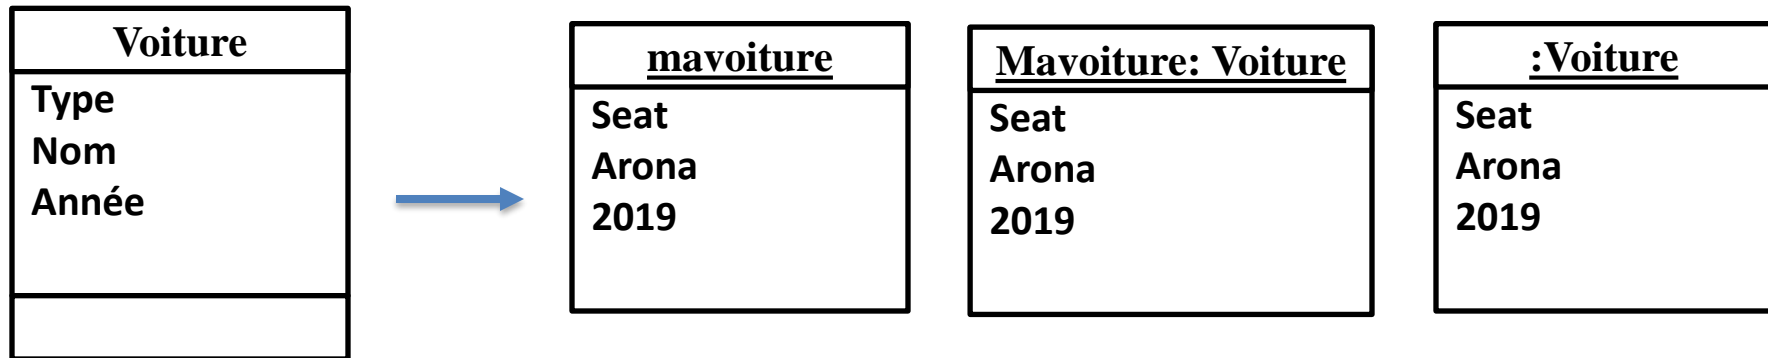 Voiture
Type
Nom
Année
mavoiture
Seat
Arona
2019
Mavoiture: Voiture
Seat
Arona
2019
:Voiture
Seat
Arona
2019